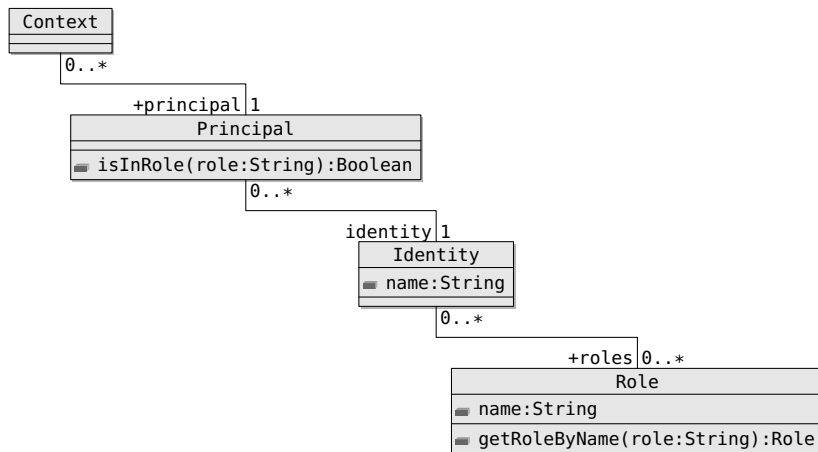 Context
0..*
+principal 1
Principal
isInRole(role:String):Boolean
0..*
identity 1
Identity
name:String
0..*
+roles 0..*
Role
name:String
getRoleByName(role:String):Role